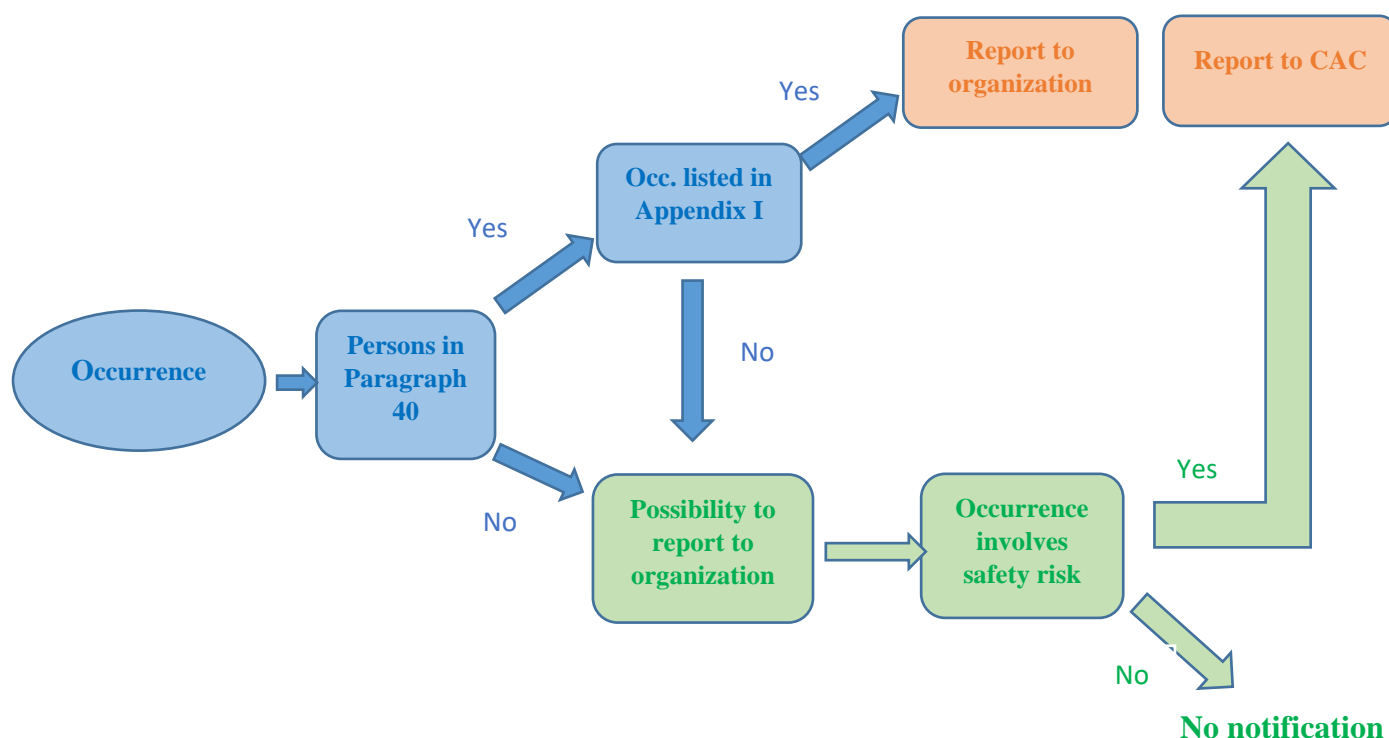 Report to
organization
Report to CAC
Yes
Occ. listed in
Appendix I
Yes
Persons in
Paragraph
40
Occurrence
No
No
Possibility to
report to
organization
Occurrence
involves
safety risk
Yes
No
No notification